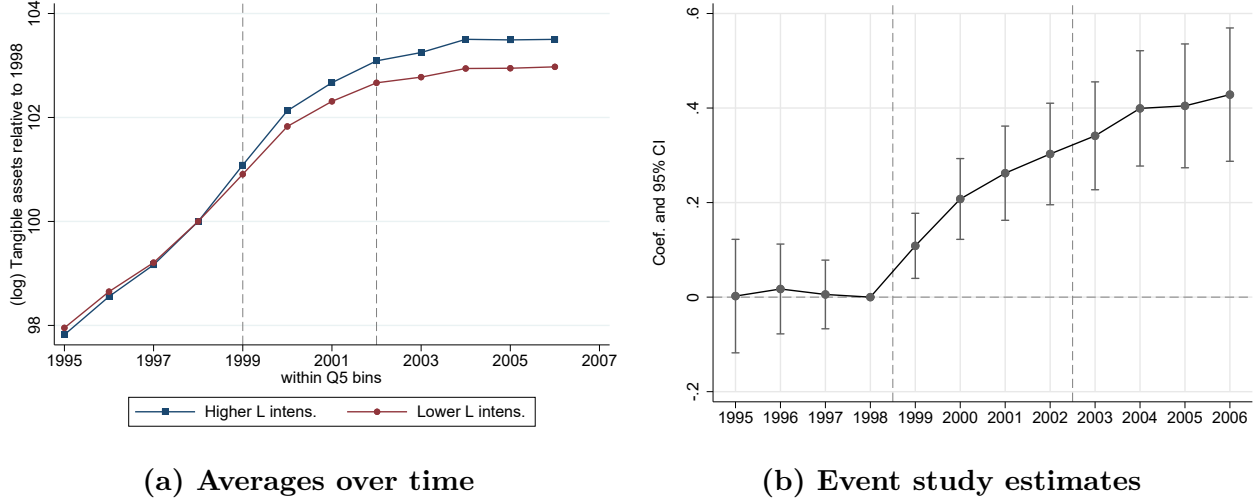 (log) Tangible assets relative to 1998
104
102
100
98
1995 1997 1999 2001 2003 2005 2007
within Q5 bins
Higher L intens. Lower L intens.
(a) Averages over time
Coef. and 95% CI
.6
.4
.2
0
-.2
1995 1996 1997 1998 1999 2000 2001 2002 2003 2004 2005 2006
(b) Event study estimates